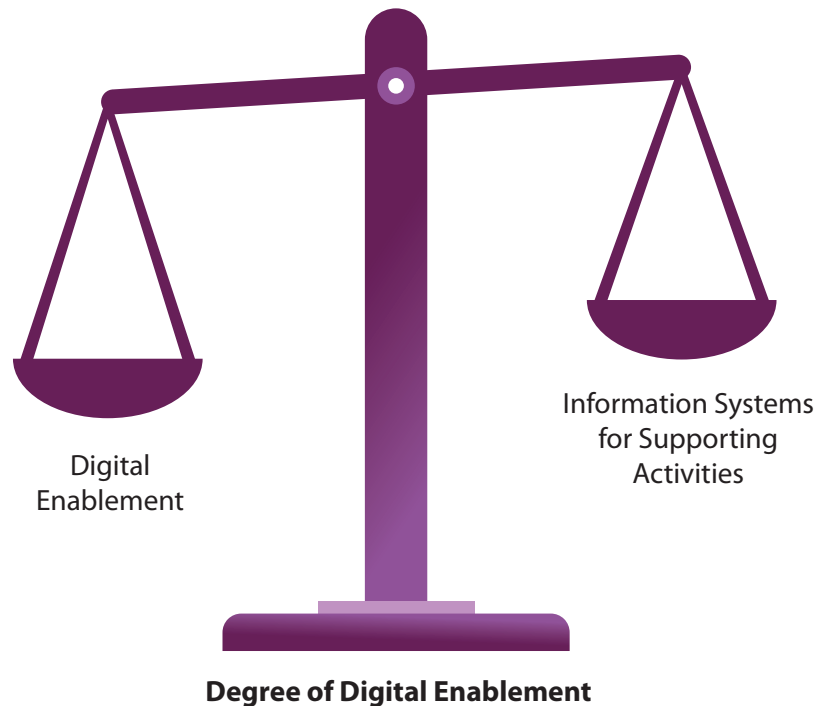 Digital
Enablement
Information Systems
for Supporting
Activities
Degree of Digital Enablement